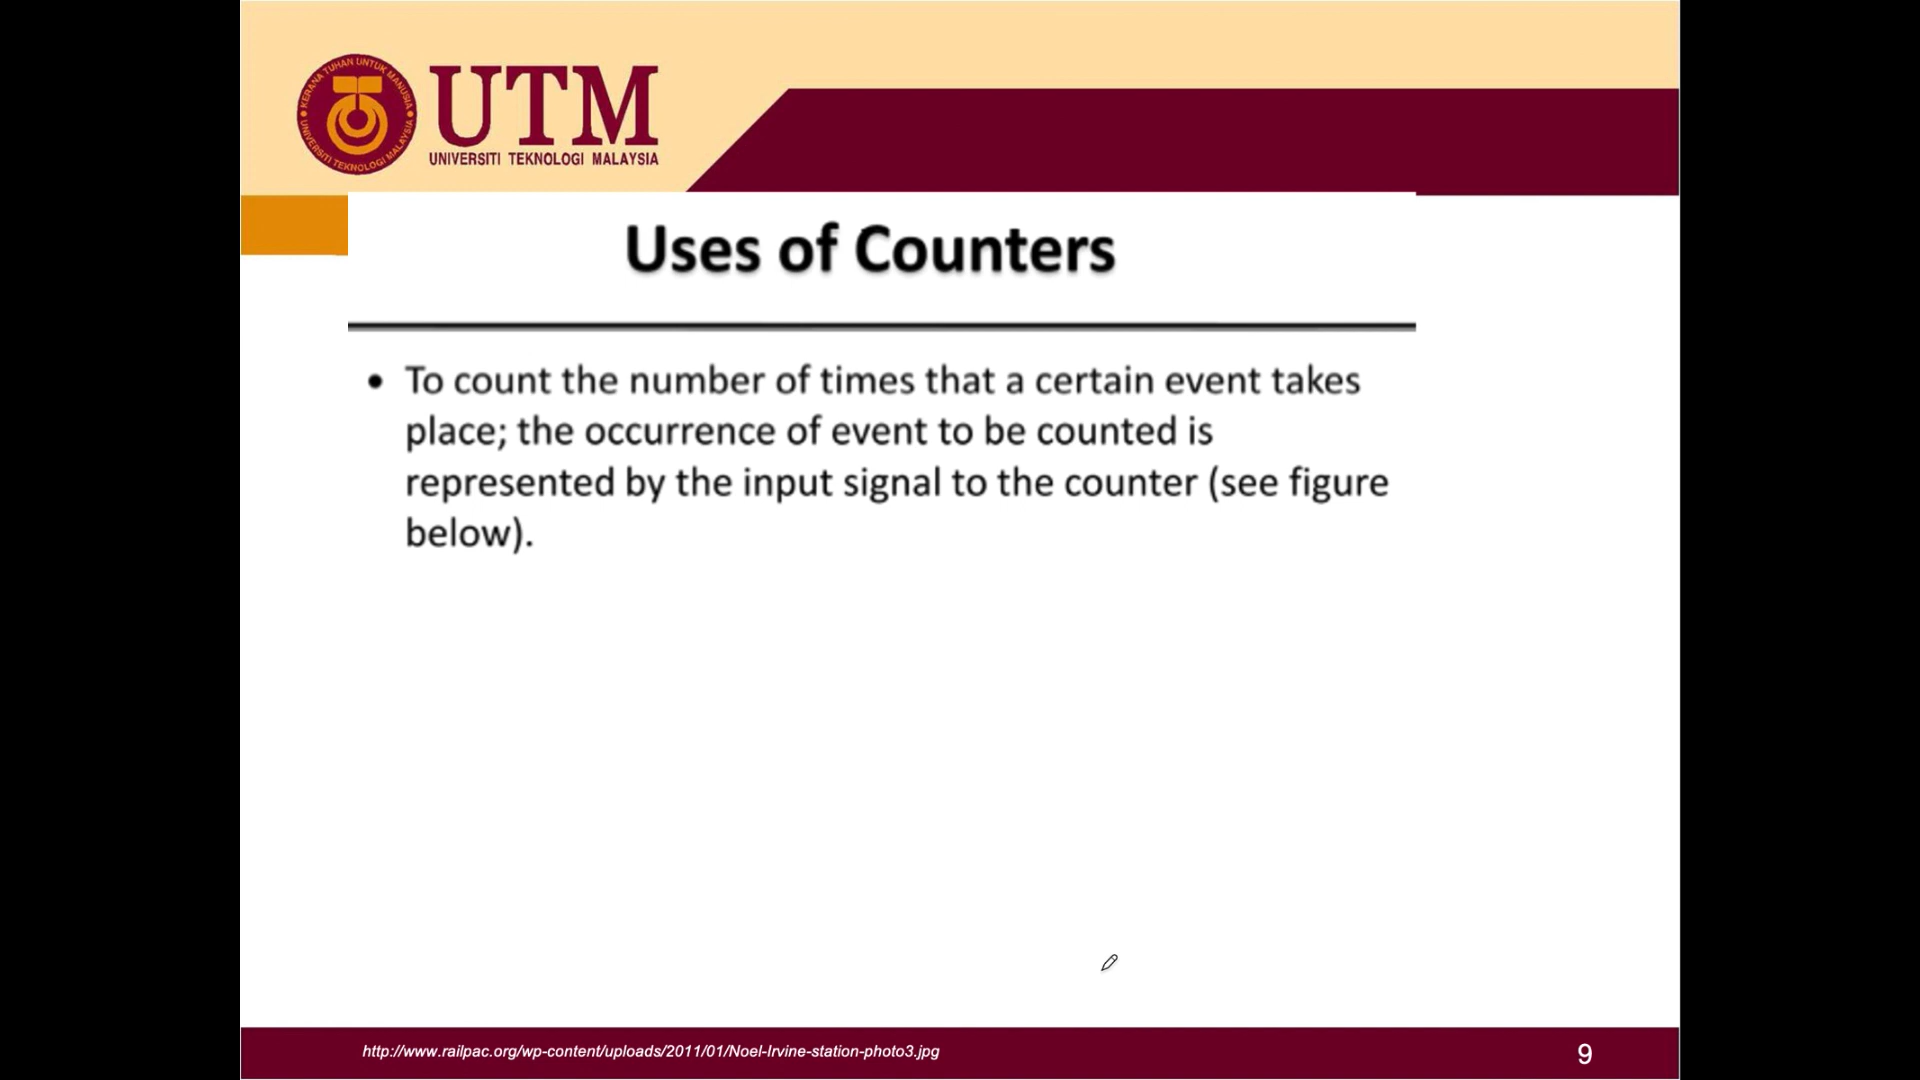 KERANA TUHAN UNTUK MANUSIA
UNIVERSITI TEKNOLOGI MALAYSIA
UTM
UNIVERSITI TEKNOLOGI MALAYSIA
Uses of Counters
• To count the number of times that a certain event takes
place; the occurrence of event to be counted is
represented by the input signal to the counter (see figure
below).
http://www.railpac.org/wp-content/uploads/2011/01/Noel-Irvine-station-photo3.jpg
9